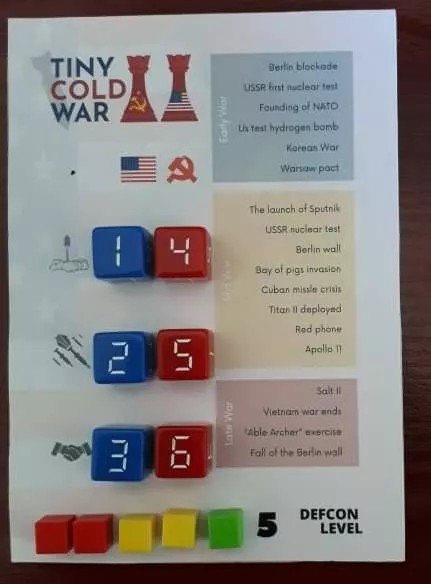 TINY
COLD
WAR
Early War
Berlin blockade
USSR first nuclear test
Founding of NATO
Us test hydrogen bomb
Korean War
Warsaw pact
The launch of Sputnik
USSR nuclear test
Berlin wall
Bay of pigs invasion
Cuban missle crisis
Titan II deployed
Red phone
Apollo 11
1 4
2 5
3 6
Late War
Salt II
Vietnam war ends
"Able Archer" exercise
Fall of the Berlin wall
5 DEFCON
LEVEL